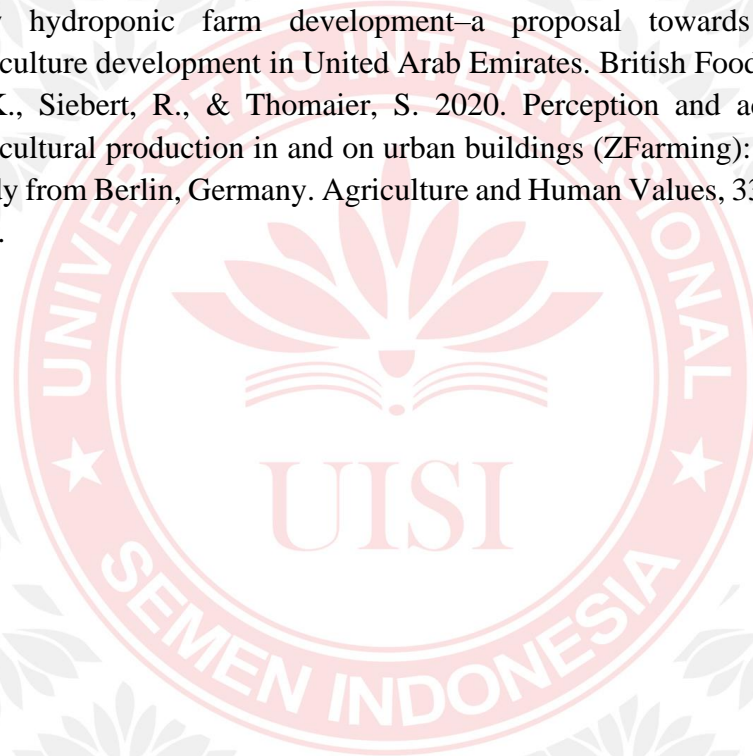 hydroponic farm development–a proposal towards
culture development in United Arab Emirates. British Food
K., Siebert, R., & Thomaier, S. 2020. Perception and
cultural production in and on urban buildings (ZFarming):
from Berlin, Germany. Agriculture and Human Values, 33
.
UNIVERSITAS INTERNASIONAL
UISI
SEMEN INDONESIA